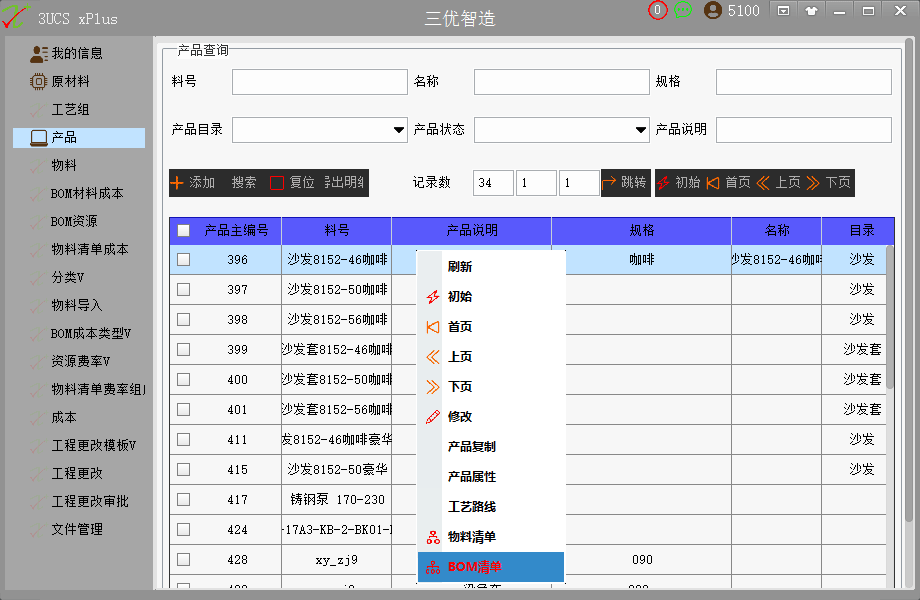 3UCS xPlus
三优智造
0
5100
我的信息
原材料
工艺组
产品
物料
BOM材料成本
BOM资源
物料清单成本
分类V
物料导入
BOM成本类型V
资源费率V
物料清单费率组
成本
工程更改模板V
工程更改
工程更改审批
文件管理
产品查询
料号 名称 规格
产品目录 产品状态 产品说明
添加 搜索 复位 导出明细 记录数 34 1 1 跳转 初始 首页 上页 下页
产品主编号 料号 产品说明 规格 名称 目录
396 沙发8152-46咖啡 咖啡 沙发8152-46咖啡 沙发
397 沙发8152-50咖啡 沙发
398 沙发8152-56咖啡 沙发
399 沙发套8152-46咖啡 沙发套
400 沙发套8152-50咖啡 沙发套
401 沙发套8152-56咖啡 沙发套
411 发8152-46咖啡豪华 沙发
415 沙发8152-50豪华 沙发
417 铸钢泵 170-230
424 -17A3-KB-2-BK01-
428 xy_zj9 090
刷新
初始
首页
上页
下页
修改
产品复制
产品属性
工艺路线
物料清单
BOM清单